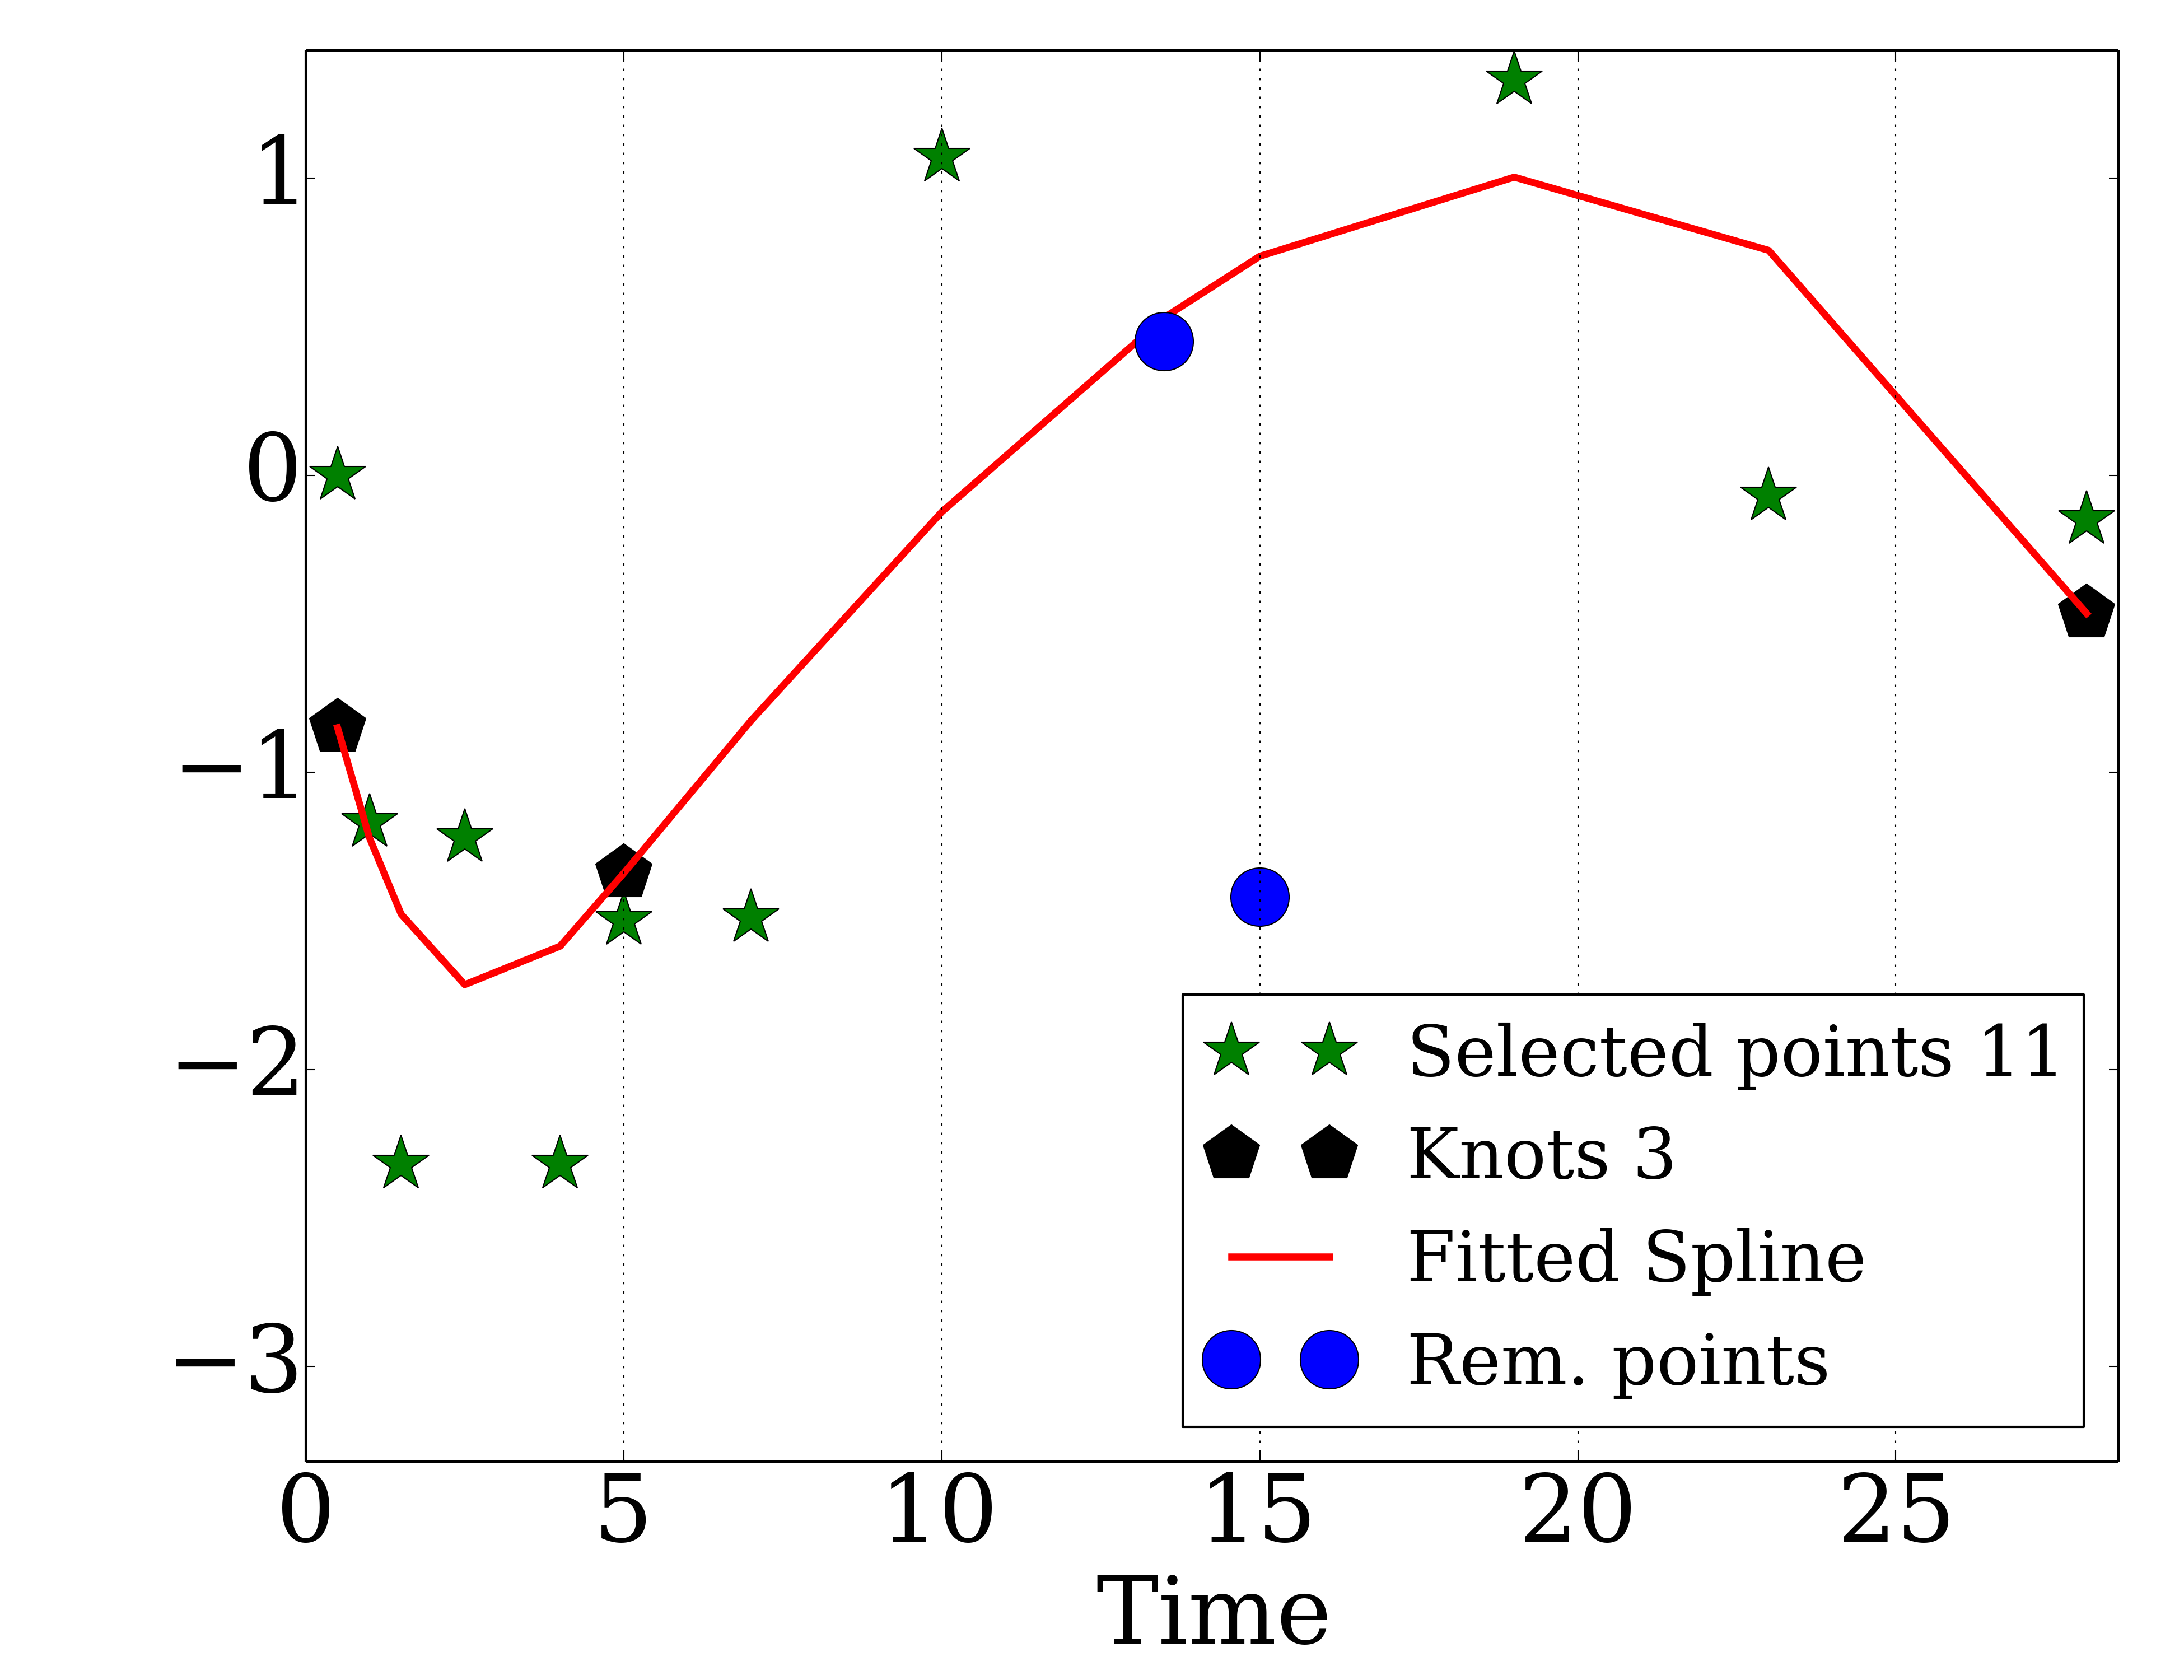 1
0
−1
−2
−3
0 5 10 15 20 25
Time
Selected points 11
Knots 3
Fitted Spline
Rem. points